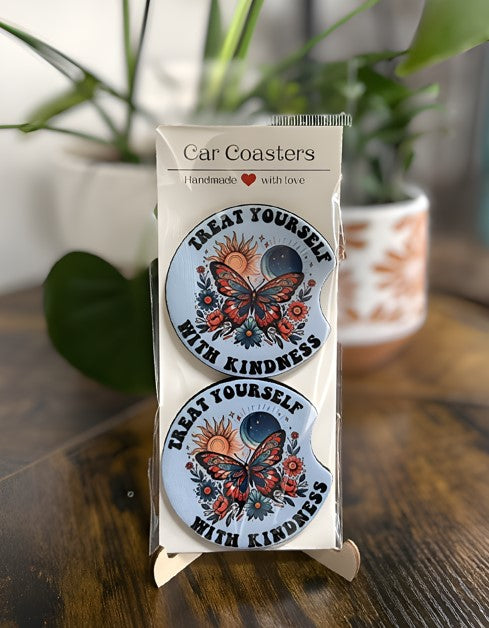 Car Coasters
Handmade ❤ with love
TREAT YOURSELF
WITH KINDNESS
TREAT YOURSELF
WITH KINDNESS